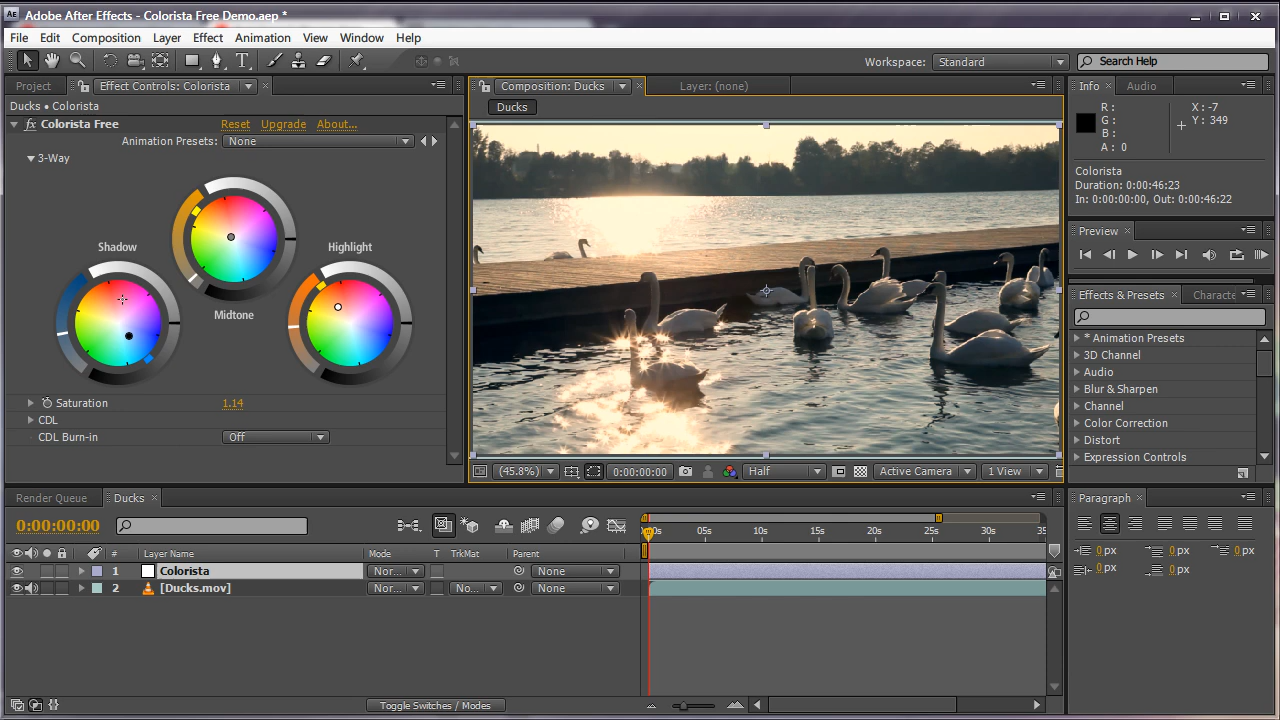 AE Adobe After Effects - Colorista Free Demo.aep *
File Edit Composition Layer Effect Animation View Window Help
Workspace: Standard Search Help
Project Effect Controls: Colorista
Composition: Ducks Layer: (none)
Info Audio
Ducks • Colorista
Ducks
R :
G :
B :
A : 0
X : -7
Y : 349
fx Colorista Free Reset Upgrade About...
Animation Presets: None
3-Way
Shadow
Highlight
Midtone
Saturation 1.14
CDL
CDL Burn-in Off
Colorista
Duration: 0:00:46:23
In: 0:00:00:00, Out: 0:00:46:22
Preview
Effects & Presets Characte
* Animation Presets
3D Channel
Audio
Blur & Sharpen
Channel
Color Correction
Distort
Expression Controls
(45.8%) 0:00:00:00 Half Active Camera 1 View
Render Queue Ducks
0:00:00:00
05s 10s 15s 20s 25s 30s 35
# Layer Name Mode T TrkMat Parent
1 Colorista Nor... None
2 [Ducks.mov] Nor... No... None
Toggle Switches / Modes
Paragraph
0 px 0 px 0 px
0 px 0 px